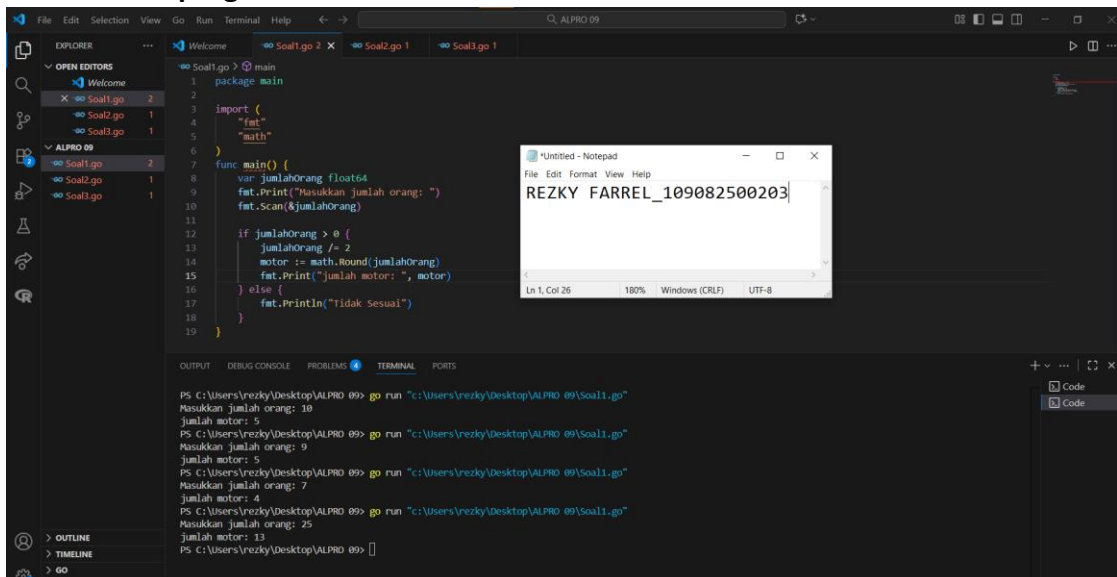 File Edit Selection View Go Run Terminal Help
ALPRO 09
EXPLORER
OPEN EDITORS
Welcome
Soal1.go 2
Soal2.go 1
Soal3.go 1
ALPRO 09
Soal1.go 2
Soal2.go 1
Soal3.go 1
OUTLINE
TIMELINE
GO
Welcome Soal1.go 2 Soal2.go 1 Soal3.go 1
Soal1.go > main
1 package main
2
3 import (
4 "fmt"
5 "math"
6 )
7 func main() {
8 var jumlahOrang float64
9 fmt.Print("Masukkan jumlah orang: ")
10 fmt.Scan(&jumlahOrang)
11
12 if jumlahOrang > 0 {
13 jumlahOrang /= 2
14 motor := math.Round(jumlahOrang)
15 fmt.Print("jumlah motor: ", motor)
16 } else {
17 fmt.Println("Tidak Sesuai")
18 }
19 }
*Untitled - Notepad
File Edit Format View Help
REZKY FARREL_109082500203
Ln 1, Col 26 180% Windows (CRLF) UTF-8
OUTPUT DEBUG CONSOLE PROBLEMS 4 TERMINAL PORTS
PS C:\Users\rezky\Desktop\ALPRO 09> go run "c:\Users\rezky\Desktop\ALPRO 09\Soal1.go"
Masukkan jumlah orang: 10
jumlah motor: 5
PS C:\Users\rezky\Desktop\ALPRO 09> go run "c:\Users\rezky\Desktop\ALPRO 09\Soal1.go"
Masukkan jumlah orang: 9
jumlah motor: 5
PS C:\Users\rezky\Desktop\ALPRO 09> go run "c:\Users\rezky\Desktop\ALPRO 09\Soal1.go"
Masukkan jumlah orang: 7
jumlah motor: 4
PS C:\Users\rezky\Desktop\ALPRO 09> go run "c:\Users\rezky\Desktop\ALPRO 09\Soal1.go"
Masukkan jumlah orang: 25
jumlah motor: 13
PS C:\Users\rezky\Desktop\ALPRO 09>
Code
Code